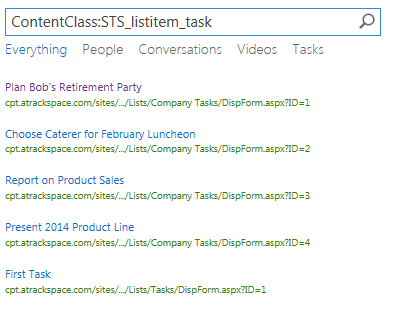 ContentClass:STS_listitem_task
Everything People Conversations Videos Tasks
Plan Bob's Retirement Party
cpt.atrackspace.com/sites/.../Lists/Company Tasks/DispForm.aspx?ID=1
Choose Caterer for February Luncheon
cpt.atrackspace.com/sites/.../Lists/Company Tasks/DispForm.aspx?ID=2
Report on Product Sales
cpt.atrackspace.com/sites/.../Lists/Company Tasks/DispForm.aspx?ID=3
Present 2014 Product Line
cpt.atrackspace.com/sites/.../Lists/Company Tasks/DispForm.aspx?ID=4
First Task
cpt.atrackspace.com/sites/.../Lists/Tasks/DispForm.aspx?ID=1